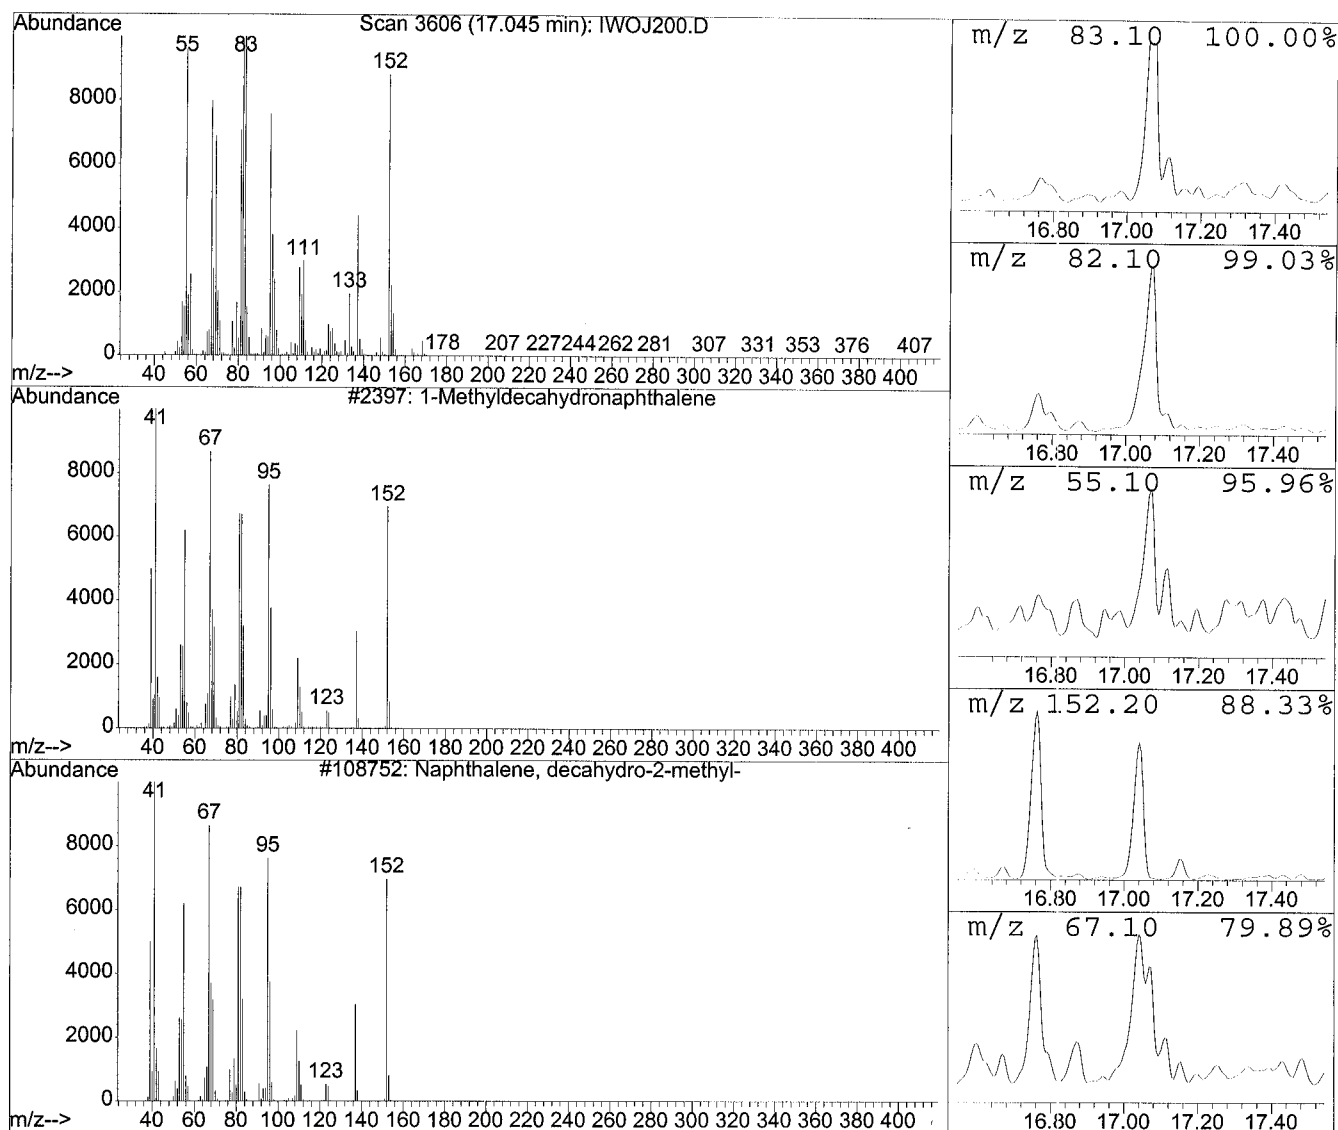 Abundance
Scan 3606 (17.045 min): IWOJ200.D
55
83
152
8000
6000
4000
111
133
2000
178 207 227 244 262 281 307 331 353 376 407
0
m/z--> 40 60 80 100 120 140 160 180 200 220 240 260 280 300 320 340 360 380 400
Abundance
#2397: 1-Methyldecahydronaphthalene
41
67
95
152
8000
6000
4000
2000
123
0
m/z--> 40 60 80 100 120 140 160 180 200 220 240 260 280 300 320 340 360 380 400
Abundance
#108752: Naphthalene, decahydro-2-methyl-
41
67
95
152
8000
6000
4000
2000
123
0
m/z--> 40 60 80 100 120 140 160 180 200 220 240 260 280 300 320 340 360 380 400
m/z 83.10 100.00%
16.80 17.00 17.20 17.40
m/z 82.10 99.03%
16.80 17.00 17.20 17.40
m/z 55.10 95.96%
16.80 17.00 17.20 17.40
m/z 152.20 88.33%
16.80 17.00 17.20 17.40
m/z 67.10 79.89%
16.80 17.00 17.20 17.40